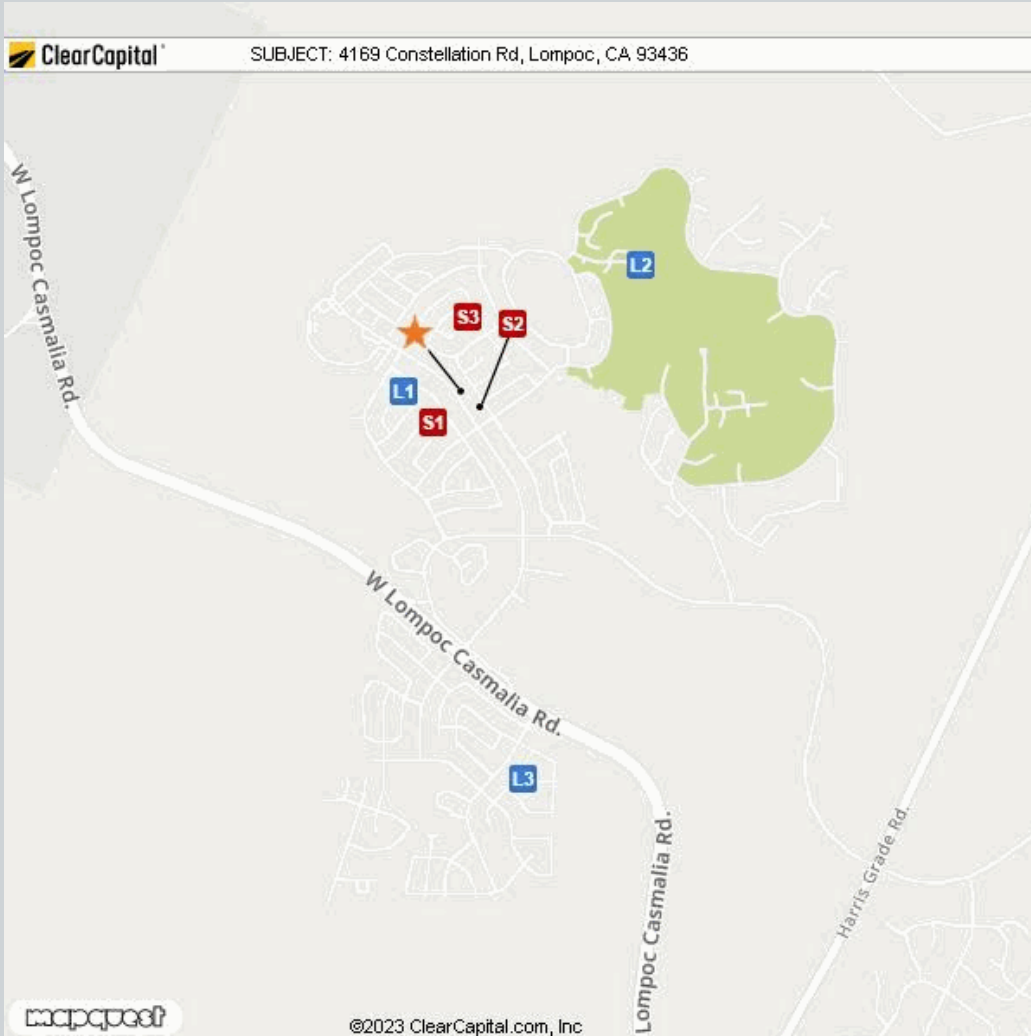 ClearCapital
SUBJECT: 4169 Constellation Rd, Lompoc, CA 93436
W Lompoc Casmalia Rd.
L2
S3
S2
L1
S1
W Lompoc Casmalia Rd.
L3
Lompoc Casmalia Rd.
Harris Grade Rd.
mapquest
©2023 ClearCapital.com, Inc